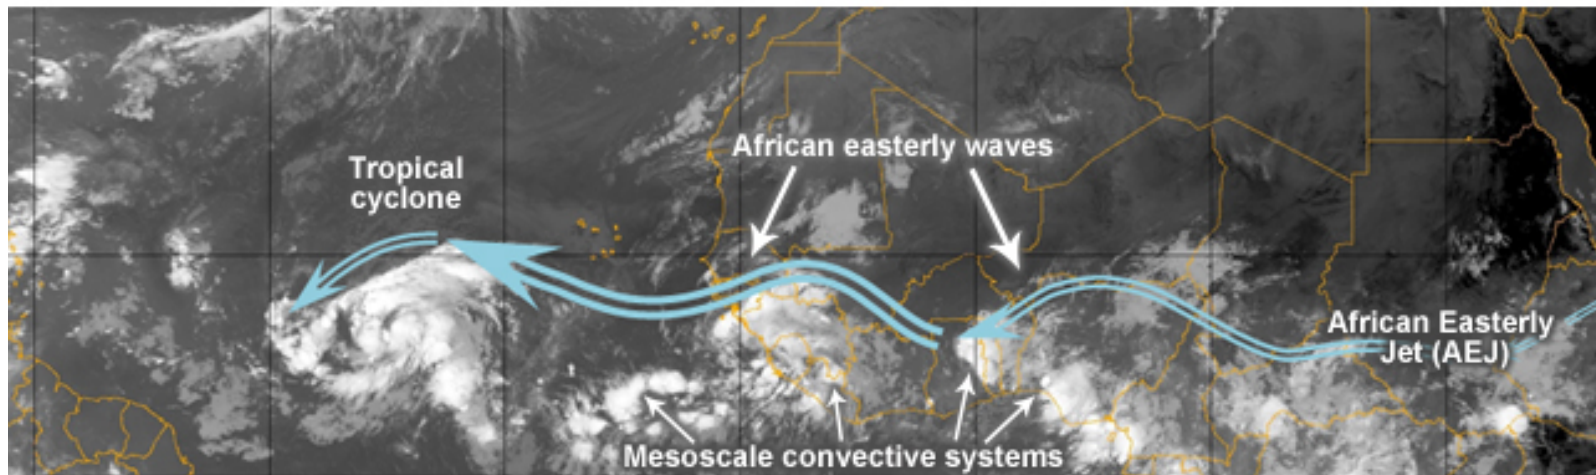 African easterly waves
Tropical
cyclone
African Easterly
Jet (AEJ)
Mesoscale convective systems